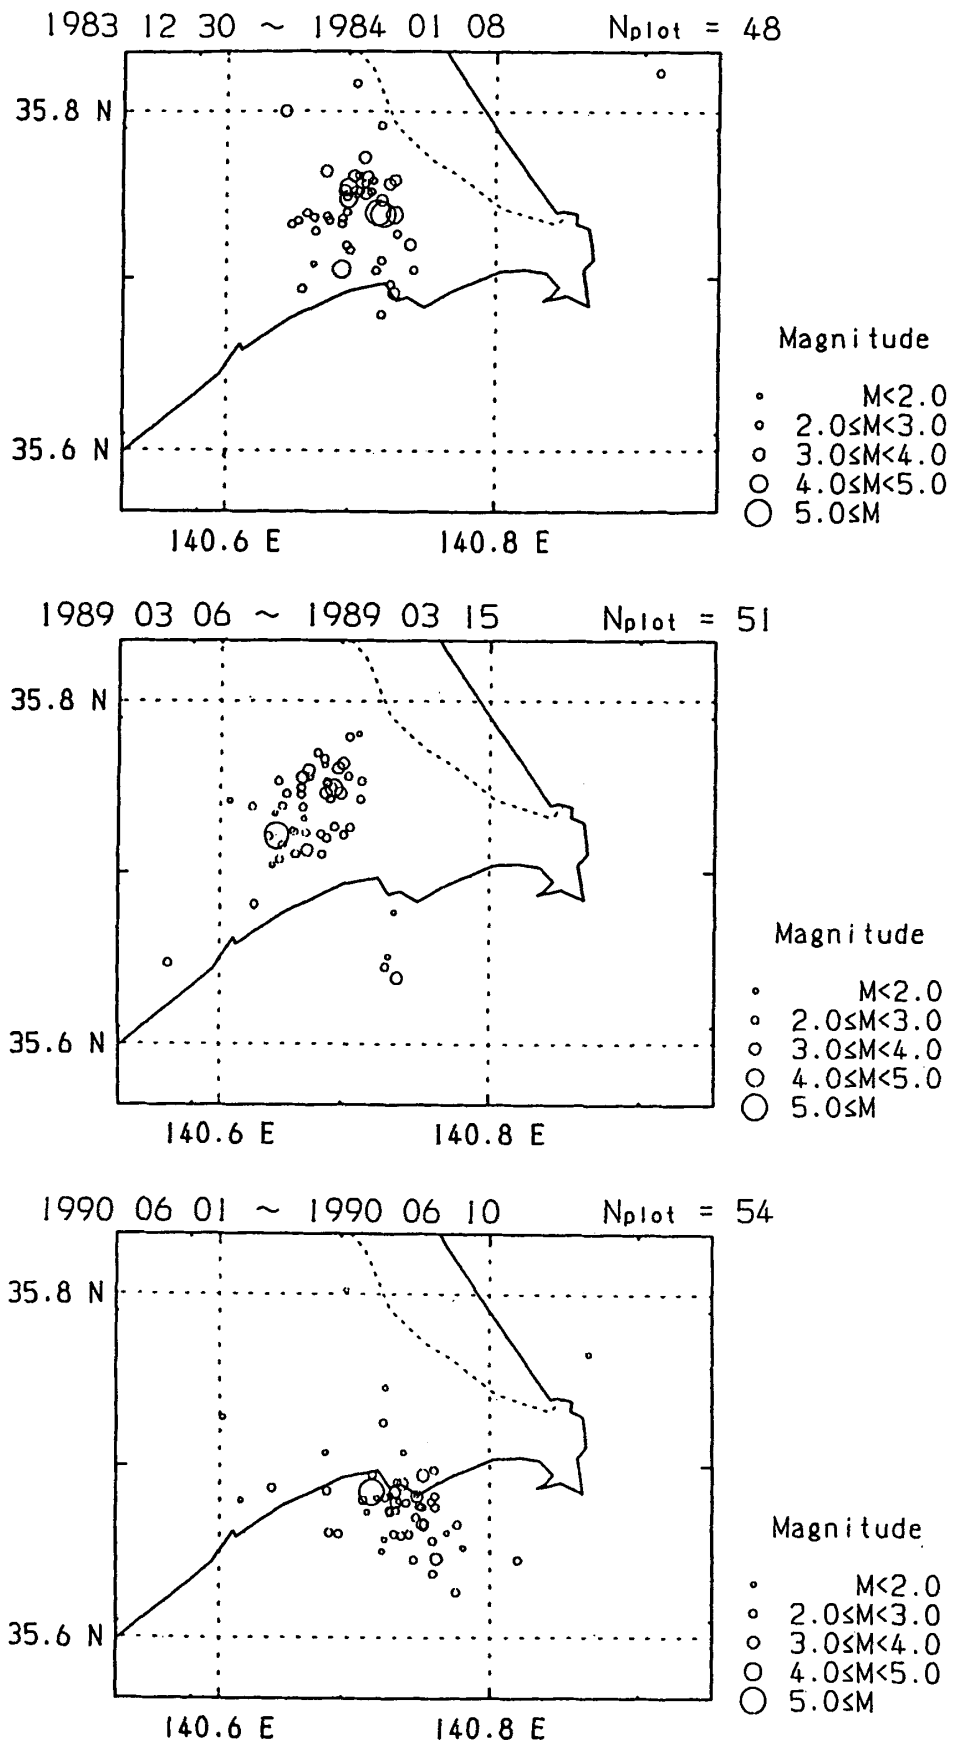 1983 12 30 ~ 1984 01 08 Nplot = 48
35.8 N
35.6 N
140.6 E 140.8 E
Magnitude
M<2.0
2.0≤M<3.0
3.0≤M<4.0
4.0≤M<5.0
5.0≤M
1989 03 06 ~ 1989 03 15 Nplot = 51
35.8 N
35.6 N
140.6 E 140.8 E
Magnitude
M<2.0
2.0≤M<3.0
3.0≤M<4.0
4.0≤M<5.0
5.0≤M
1990 06 01 ~ 1990 06 10 Nplot = 54
35.8 N
35.6 N
140.6 E 140.8 E
Magnitude
M<2.0
2.0≤M<3.0
3.0≤M<4.0
4.0≤M<5.0
5.0≤M